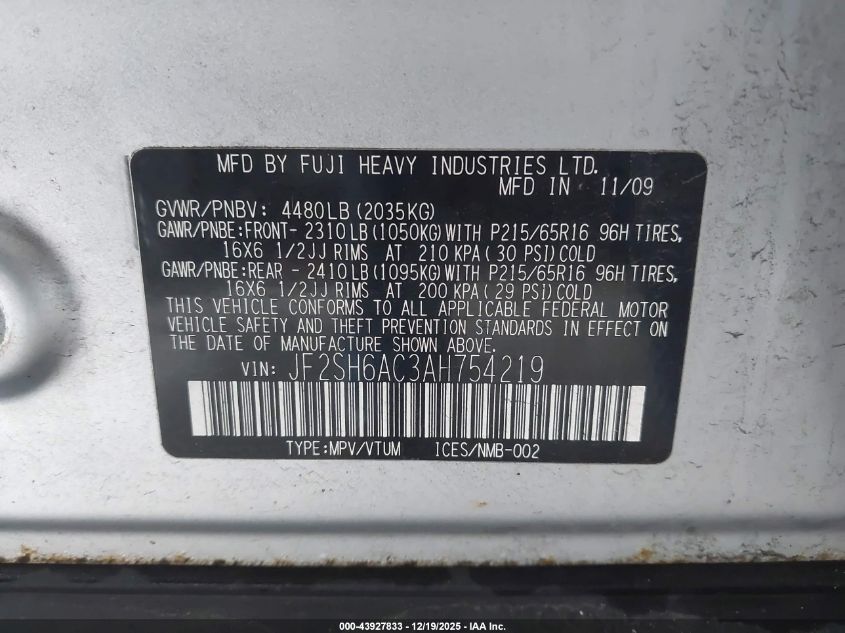 MFD BY FUJI HEAVY INDUSTRIES LTD.
MFD IN 11/09
GVWR/PNBV: 4480LB(2035KG)
GAWR/PNBE:FRONT- 2310LB(1050KG)WITH P215/65R16 96H TIRES,
16X6 1/2JJ RIMS AT 210 KPA(30 PSI)COLD
GAWR/PNBE:REAR - 2410LB(1095KG)WITH P215/65R16 96H TIRES,
16X6 1/2JJ RIMS AT 200 KPA(29 PSI)COLD
THIS VEHICLE CONFORMS TO ALL APPLICABLE FEDERAL MOTOR
VEHICLE SAFETY AND THEFT PREVENTION STANDARDS IN EFFECT ON
THE DATE OF MANUFACTURE SHOWN ABOVE.
VIN: JF2SH6AC3AH754219
TYPE:MPV/VTUM ICES/NMB-002
000-43927833 - 12/19/2025 - IAA Inc.